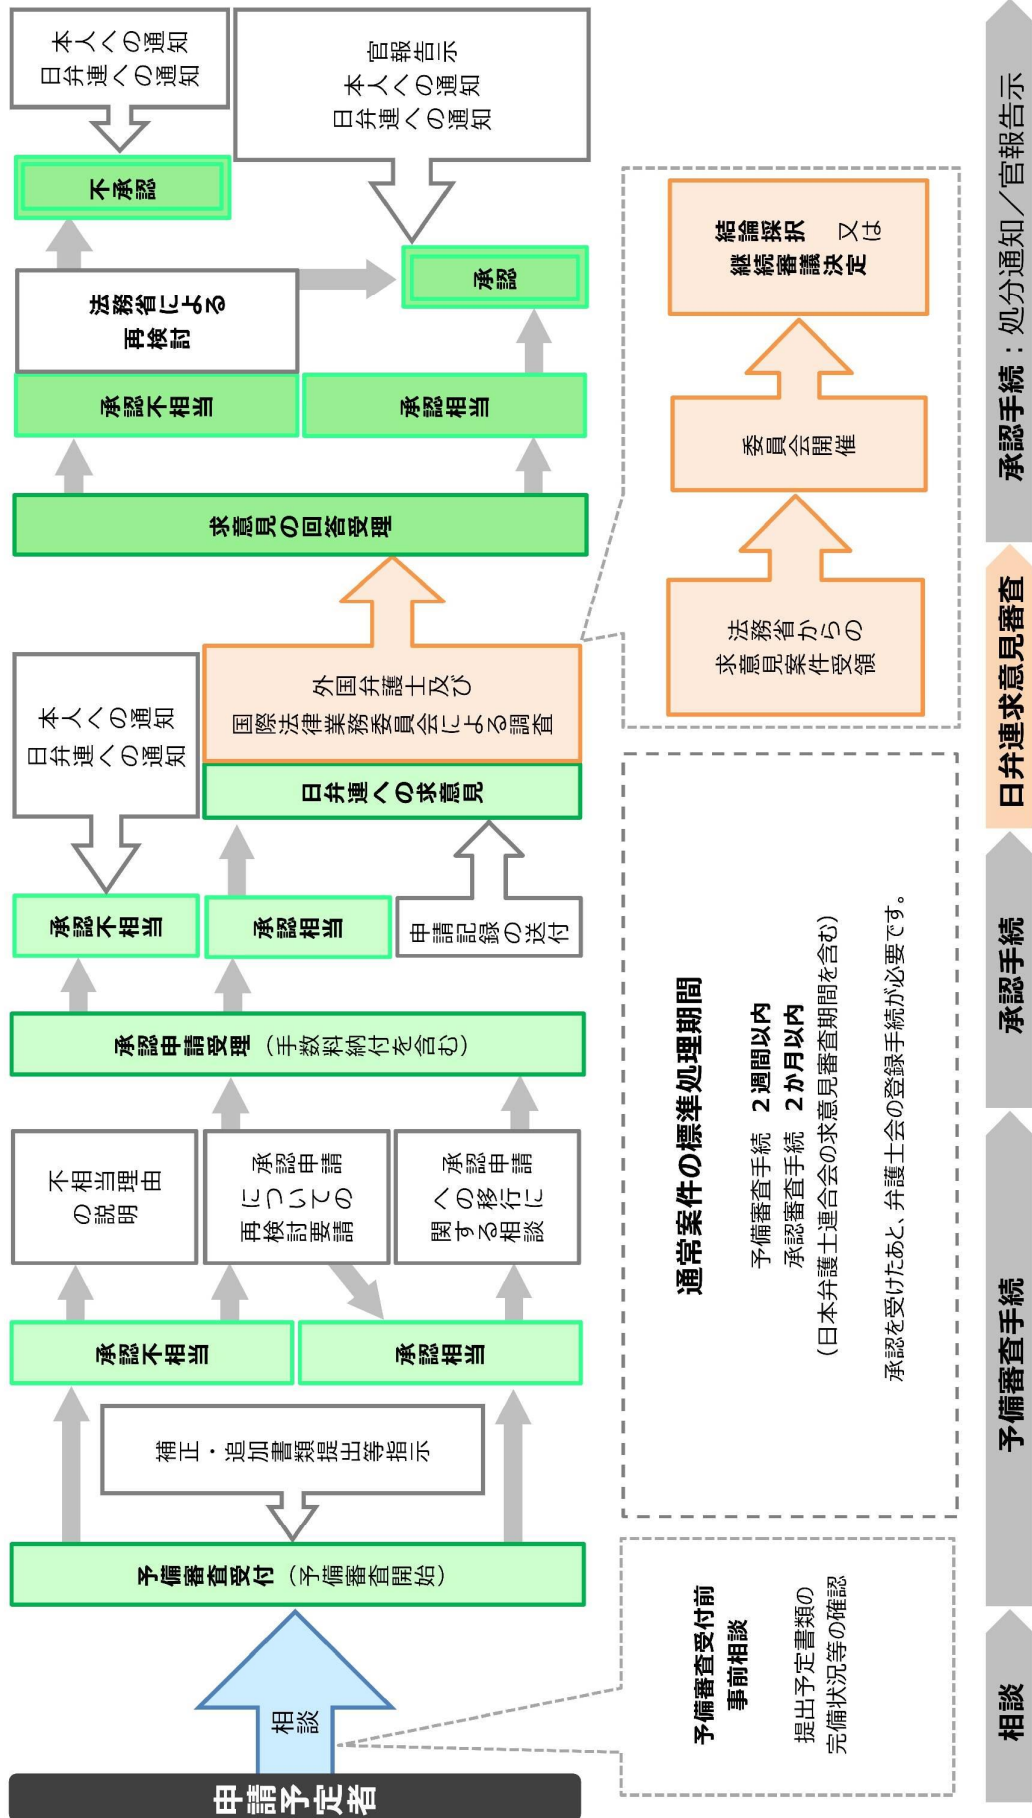 申請予定者
相談
予備審査受付（予備審査開始）
補正・追加書類提出等指示
承認不相当
承認相当
不相当理由
の説明
承認申請
についての
再検討要請
承認申請
への移行に
関する相談
承認申請受理（手数料納付を含む）
承認不相当
承認相当
申請記録の送付
本人への通知
日弁連への通知
日弁連への求意見
外国弁護士及び
国際法律業務委員会による調査
求意見の回答受理
承認不相当
承認相当
法務省による
再検討
不承認
承認
本人への通知
日弁連への通知
官報告示
本人への通知
日弁連への通知
予備審査受付前
事前相談
提出予定書類の
完備状況等の確認
通常案件の標準処理期間
予備審査手続　２週間以内
承認審査手続　２か月以内
（日本弁護士連合会の求意見審査期間を含む）
承認を受けたあと、弁護士会の登録手続が必要です。
法務省からの
求意見案件受領
委員会開催
結論採択　又は
継続審議決定
相談
予備審査手続
承認手続
日弁連求意見審査
承認手続：処分通知／官報告示